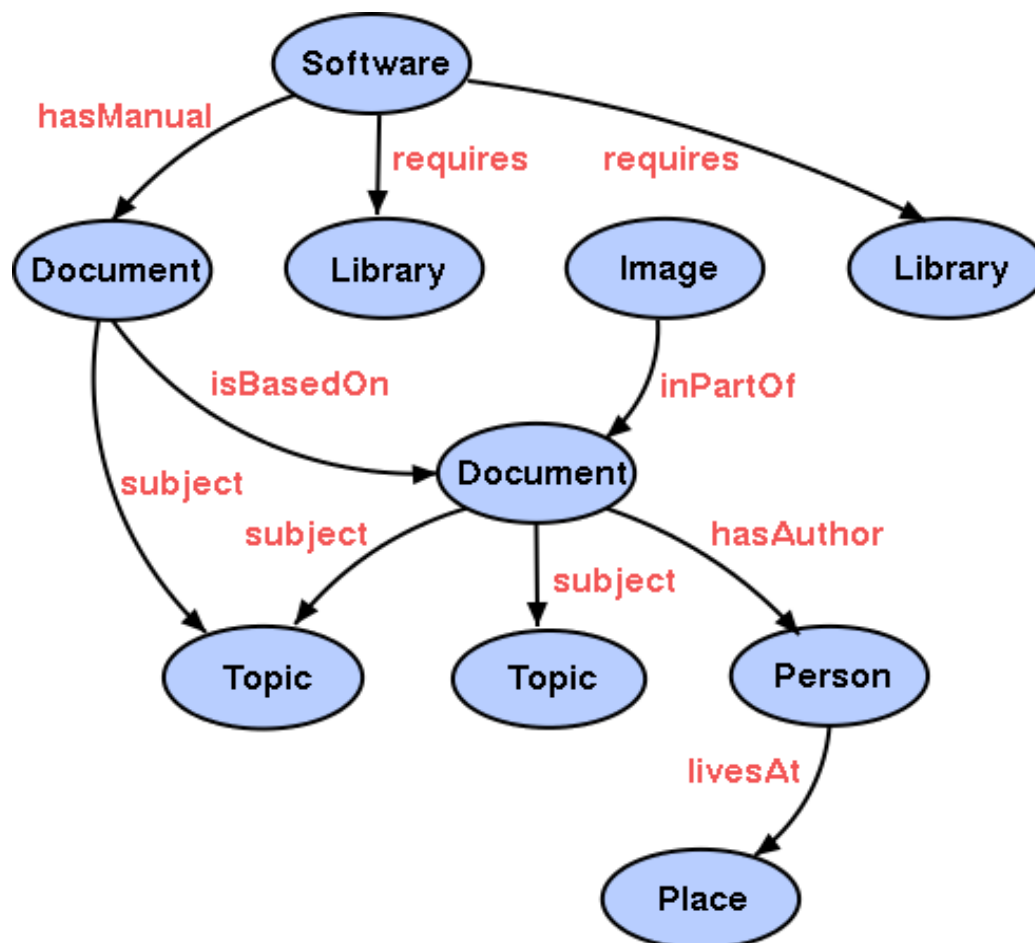 Software
hasManual
requires
requires
Document
Library
Image
Library
isBasedOn
inPartOf
Document
subject
subject
hasAuthor
subject
Topic
Topic
Person
livesAt
Place